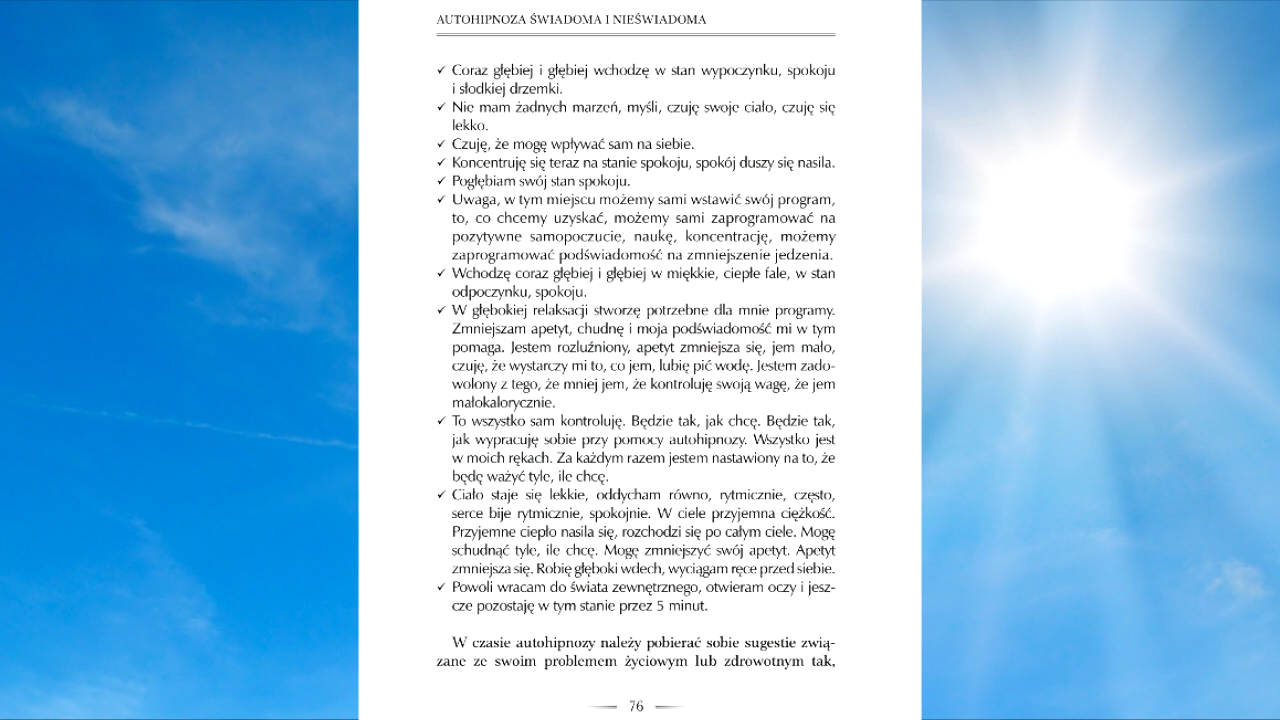 AUTOHIPNOZA ŚWIADOMA I NIEŚWIADOMA
✓ Coraz głębiej i głębiej wchodzę w stan wypoczynku, spokoju
i słodkiej drzemki.
✓ Nie mam żadnych marzeń, myśli, czuję swoje ciało, czuję się
lekko.
✓ Czuję, że mogę wpływać sam na siebie.
✓ Koncentruję się teraz na stanie spokoju, spokój duszy się nasila.
✓ Pogłębiam swój stan spokoju.
✓ Uwaga, w tym miejscu możemy sami wstawić swój program,
to, co chcemy uzyskać, możemy sami zaprogramować na
pozytywne samopoczucie, naukę, koncentrację, możemy
zaprogramować podświadomość na zmniejszenie jedzenia.
✓ Wchodzę coraz głębiej i głębiej w miękkie, ciepłe fale, w stan
odpoczynku, spokoju.
✓ W głębokiej relaksacji stworzę potrzebne dla mnie programy.
Zmniejszam apetyt, chudnę i moja podświadomość mi w tym
pomaga. Jestem rozluźniony, apetyt zmniejsza się, jem mało,
czuję, że wystarczy mi to, co jem, lubię pić wodę. Jestem zado-
wolony z tego, że mniej jem, że kontroluję swoją wagę, że jem
małokalorycznie.
✓ To wszystko sam kontroluję. Będzie tak, jak chcę. Będzie tak,
jak wypracuję sobie przy pomocy autohipnozy. Wszystko jest
w moich rękach. Za każdym razem jestem nastawiony na to, że
będę ważyć tyle, ile chcę.
✓ Ciało staje się lekkie, oddycham równo, rytmicznie, często,
serce bije rytmicznie, spokojnie. W ciele przyjemna ciężkość.
Przyjemne ciepło nasila się, rozchodzi się po całym ciele. Mogę
schudnąć tyle, ile chcę. Mogę zmniejszyć swój apetyt. Apetyt
zmniejsza się. Robię głęboki wdech, wyciągam ręce przed siebie.
✓ Powoli wracam do świata zewnętrznego, otwieram oczy i jesz-
cze pozostaję w tym stanie przez 5 minut.
W czasie autohipnozy należy pobierać sobie sugestie zwią-
zane ze swoim problemem życiowym lub zdrowotnym tak,
76